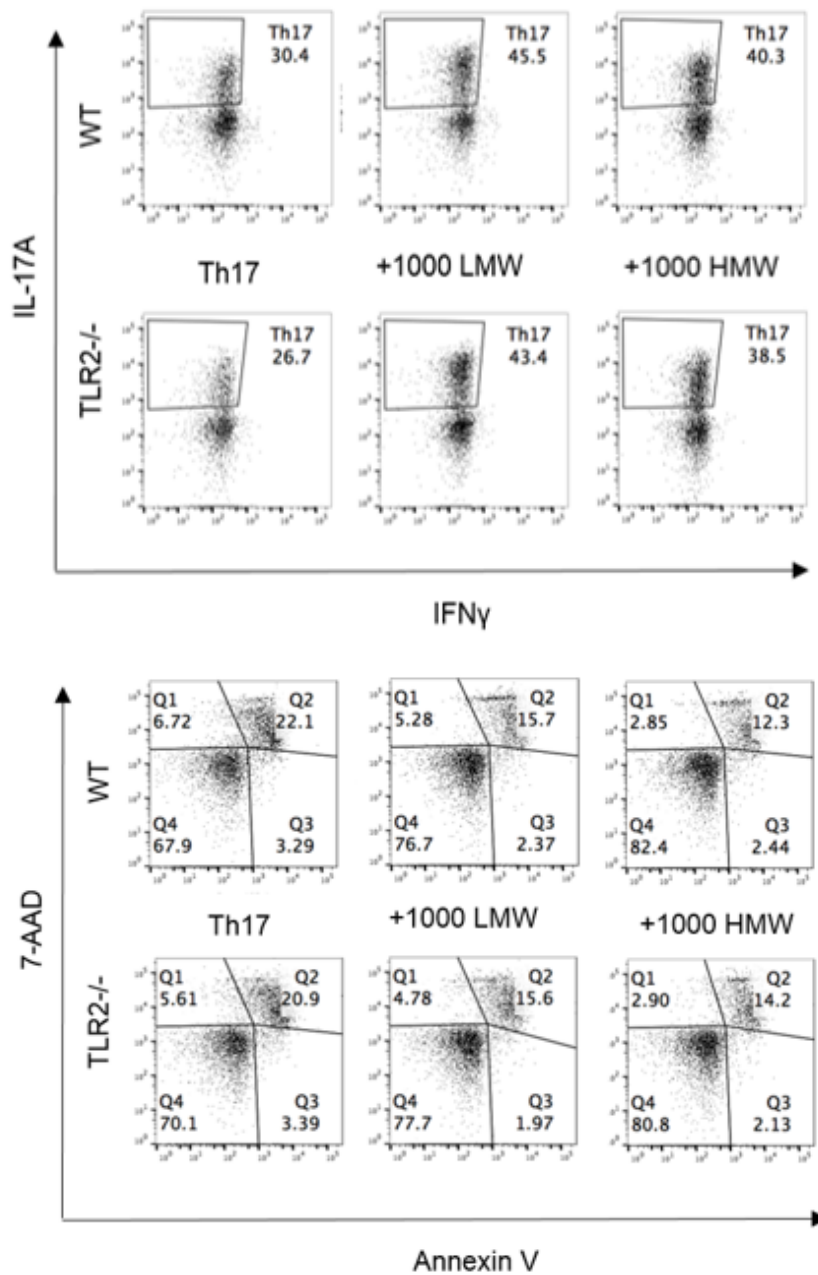 IL-17A
WT
Th17
30.4
Th17
45.5
Th17
40.3
Th17
+1000 LMW
+1000 HMW
TLR2-/-
Th17
26.7
Th17
43.4
Th17
38.5
IFNγ
7-AAD
WT
Q1
6.72
Q2
22.1
Q4
67.9
Q3
3.29
Q1
5.28
Q2
15.7
Q4
76.7
Q3
2.37
Q1
2.85
Q2
12.3
Q4
82.4
Q3
2.44
Th17
+1000 LMW
+1000 HMW
TLR2-/-
Q1
5.61
Q2
20.9
Q4
70.1
Q3
3.39
Q1
4.78
Q2
15.6
Q4
77.7
Q3
1.97
Q1
2.90
Q2
14.2
Q4
80.8
Q3
2.13
Annexin V